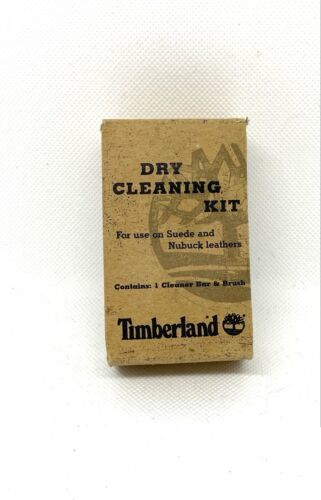 DRY
CLEANING
KIT
For use on Suede and
Nubuck leathers
Contains: 1 Cleaner Bar & Brush
Timberland